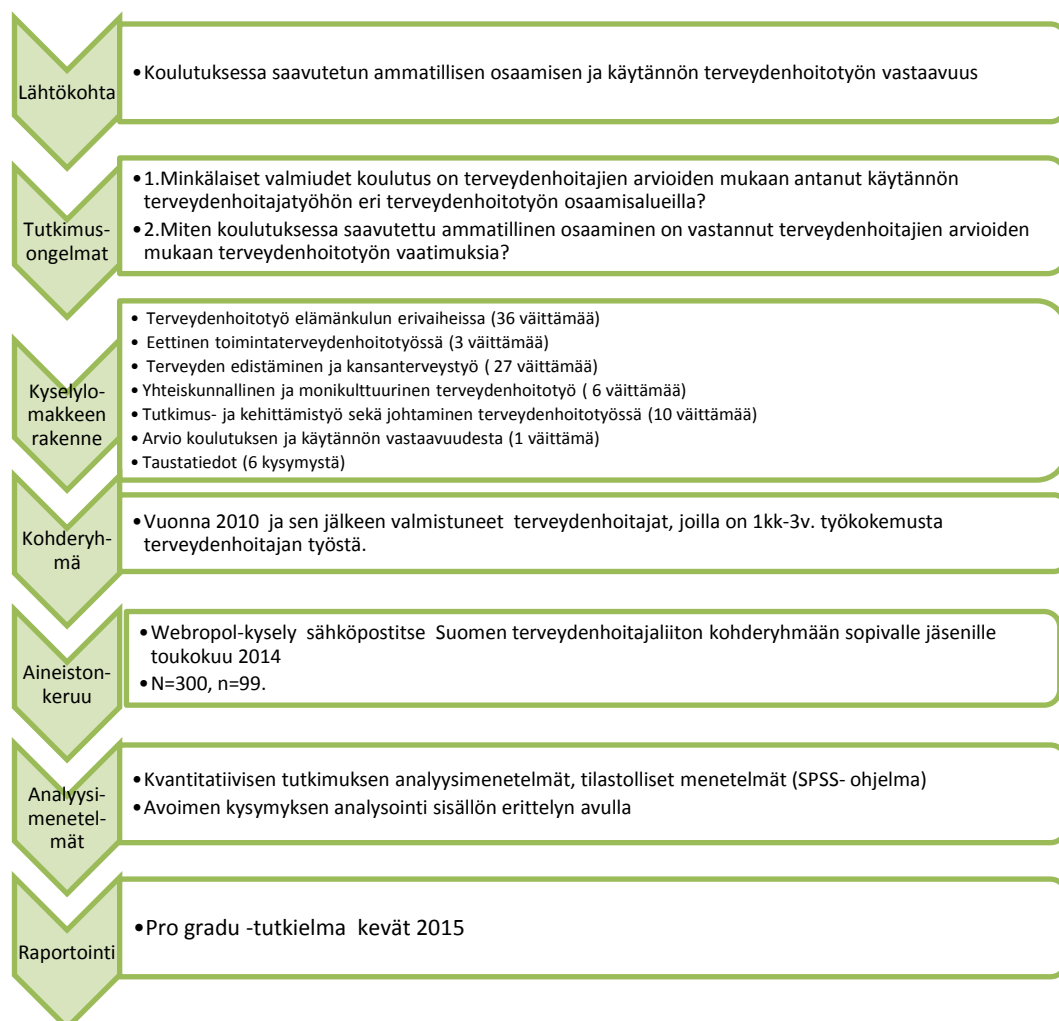 Lähtökohta
•Koulutuksessa saavutetun ammatillisen osaamisen ja käytännön terveydenhoitotyön vastaavuus
Tutkimus-
ongelmat
•1.Minkälaiset valmiudet koulutus on terveydenhoitajien arvioiden mukaan antanut käytännön
terveydenhoitajatyöhön eri terveydenhoitotyön osaamisalueilla?
•2.Miten koulutuksessa saavutettu ammatillinen osaaminen on vastannut terveydenhoitajien arvioiden
mukaan terveydenhoitotyön vaatimuksia?
Kyselylo-
makkeen
rakenne
• Terveydenhoitotyö elämänkulun erivaiheissa (36 väittämää)
• Eettinen toimintaterveydenhoitotyössä (3 väittämää)
• Terveyden edistäminen ja kansanterveystyö ( 27 väittämää)
•Yhteiskunnallinen ja monikulttuurinen terveydenhoitotyö ( 6 väittämää)
•Tutkimus- ja kehittämistyö sekä johtaminen terveydenhoitotyössä (10 väittämää)
•Arvio koulutuksen ja käytännön vastaavuudesta (1 väittämä)
•Taustatiedot (6 kysymystä)
Kohderyh-
mä
•Vuonna 2010 ja sen jälkeen valmistuneet terveydenhoitajat, joilla on 1kk-3v. työkokemusta
terveydenhoitajan työstä.
Aineiston-
keruu
•Webropol-kysely sähköpostitse Suomen terveydenhoitajaliiton kohderyhmään sopivalle jäsenille
toukokuu 2014
•N=300, n=99.
Analyysi-
menetel-
mät
•Kvantitatiivisen tutkimuksen analyysimenetelmät, tilastolliset menetelmät (SPSS- ohjelma)
•Avoimen kysymyksen analysointi sisällön erittelyn avulla
Raportointi
•Pro gradu -tutkielma kevät 2015